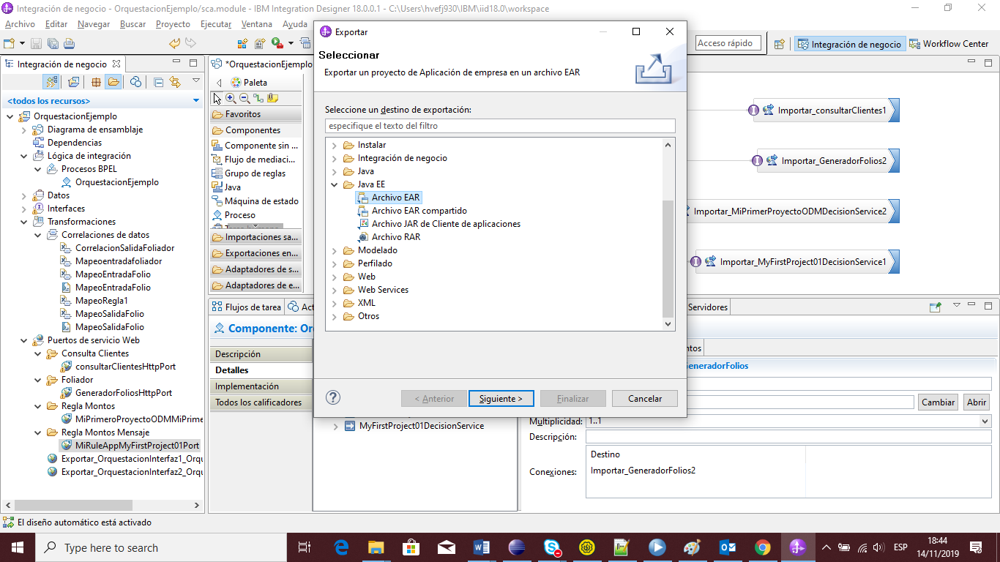 Integración de negocio - OrquestacionEjemplo/sca.module - IBM Integration Designer 18.0.0.1 - C:\Users\hvefj930\IBM\iid18.0\workspace
Archivo Editar Navegar Buscar Proyecto Ejecutar Ventana Ayuda
Acceso rápido
Integración de negocio
Workflow Center
Integración de negocio
<todos los recursos>
OrquestacionEjemplo
Diagrama de ensamblaje
Dependencias
Lógica de integración
Procesos BPEL
OrquestacionEjemplo
Datos
Interfaces
Transformaciones
Correlaciones de datos
CorrelacionSalidaFoliador
Mapeoentradafoliador
MapeoEntradaFolio
MapeoEntradaFolio
MapeoRegla1
MapeoSalidaFolio
MapeoSalidaFolio
Puertos de servicio Web
Consulta Clientes
consultarClientesHttpPort
Foliador
GeneradorFoliosHttpPort
Regla Montos
MiPrimeroProyectoODMMiPrime
Regla Montos Mensaje
MiRuleAppMyFirstProject01Port
Exportar_OrquestacionInterfaz1_Orqu
Exportar_OrquestacionInterfaz2_Orqu
*OrquestacionEjemplo
Paleta
Favoritos
Componentes
Componente sin ...
Flujo de mediaci...
Grupo de reglas
Java
Máquina de estado
Proceso
Importaciones sa...
Exportaciones en...
Adaptadores de s...
Adaptadores de e...
Importar_consultarClientes1
Importar_GeneradorFolios2
Importar_MiPrimerProyectoODMDecisionService2
Importar_MyFirstProject01DecisionService1
Exportar
Seleccionar
Exportar un proyecto de Aplicación de empresa en un archivo EAR
Seleccione un destino de exportación:
especifique el texto del filtro
Instalar
Integración de negocio
Java
Java EE
Archivo EAR
Archivo EAR compartido
Archivo JAR de Cliente de aplicaciones
Archivo RAR
Modelado
Perfilado
Web
Web Services
XML
Otros
< Anterior
Siguiente >
Finalizar
Cancelar
Flujos de tarea
Act
Servidores
Componente: Or
Descripción
Detalles
Implementación
Todos los calificadores
MyFirstProject01DecisionService
ntos
GeneradorFolios
Cambiar
Abrir
Multiplicidad: 1..1
Descripción:
Conexiones:
Destino
Importar_GeneradorFolios2
El diseño automático está activado
Type here to search
ESP
18:44
14/11/2019